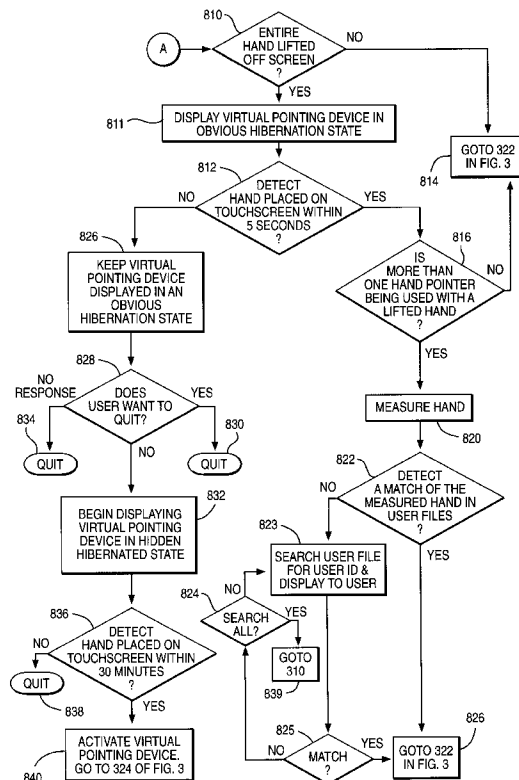 810
A
ENTIRE
HAND LIFTED
OFF SCREEN
?
NO
YES
811
DISPLAY VIRTUAL POINTING DEVICE IN
OBVIOUS HIBERNATION STATE
812
DETECT
HAND PLACED ON
TOUCHSCREEN WITHIN
5 SECONDS
?
NO
YES
GOTO 322
IN FIG. 3
814
826
KEEP VIRTUAL
POINTING DEVICE
DISPLAYED IN AN
OBVIOUS
HIBERNATION STATE
816
IS
MORE THAN
ONE HAND POINTER
BEING USED WITH A
LIFTED HAND
?
NO
YES
828
NO
RESPONSE
DOES
USER WANT TO
QUIT?
YES
834
QUIT
830
QUIT
NO
MEASURE HAND
820
822
DETECT
A MATCH OF THE
MEASURED HAND IN
USER FILES
?
NO
YES
832
BEGIN DISPLAYING
VIRTUAL POINTING
DEVICE IN HIDDEN
HIBERNATED STATE
823
SEARCH USER FILE
FOR USER ID &
DISPLAY TO USER
824
NO
SEARCH
ALL?
YES
GOTO
310
839
836
DETECT
HAND PLACED ON
TOUCHSCREEN WITHIN
30 MINUTES
?
NO
QUIT
838
YES
ACTIVATE VIRTUAL
POINTING DEVICE.
GO TO 324 OF FIG. 3
840
825
MATCH
?
NO
YES
826
GOTO 322
IN FIG. 3